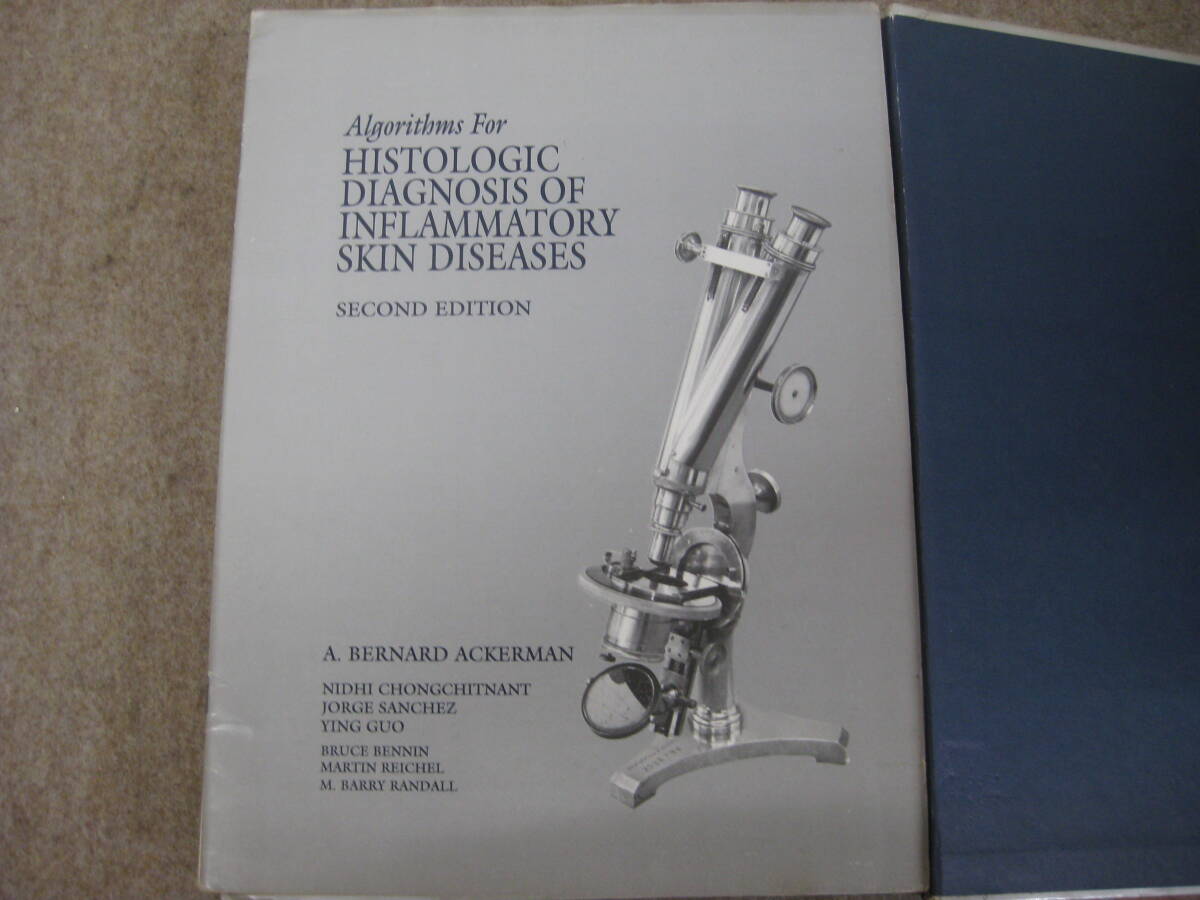 Algorithms For
HISTOLOGIC
DIAGNOSIS OF
INFLAMMATORY
SKIN DISEASES
SECOND EDITION
A. BERNARD ACKERMAN
NIDHI CHONGCHITNANT
JORGE SANCHEZ
YING GUO
BRUCE BENNIN
MARTIN REICHEL
M. BARRY RANDALL